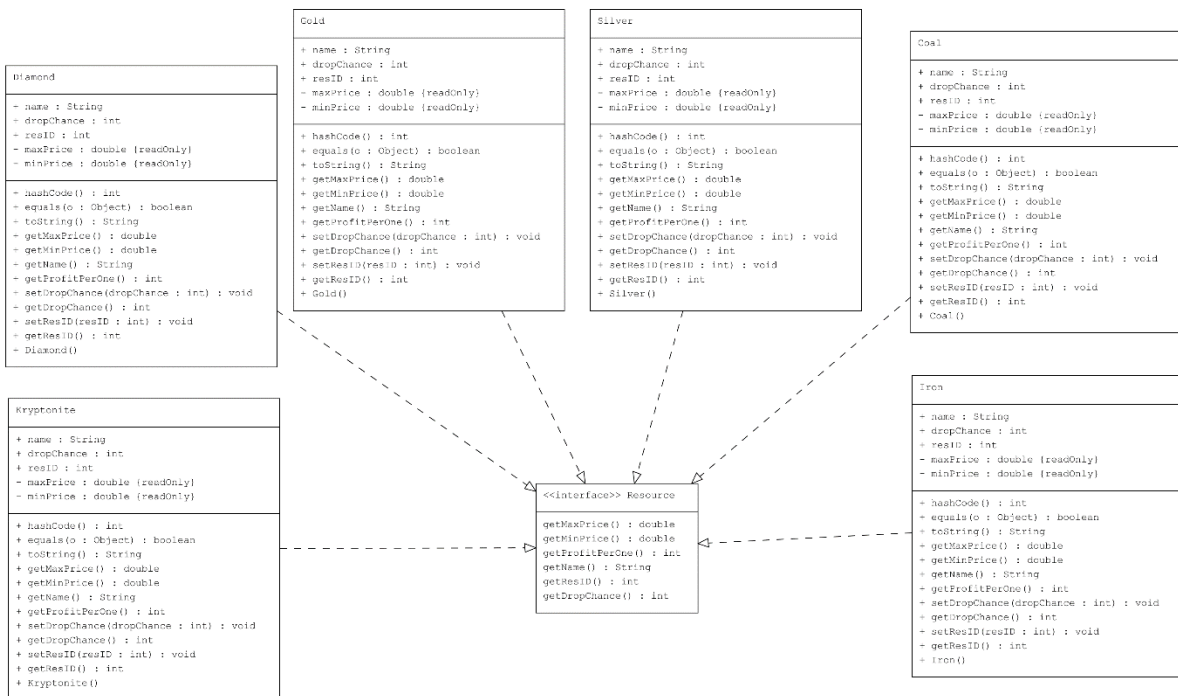 Gold
+ name : String
+ dropChance : int
+ resID : int
- maxPrice : double {readOnly}
- minPrice : double {readOnly}
+ hashCode() : int
+ equals(o : Object) : boolean
+ toString() : String
+ getMaxPrice() : double
+ getMinPrice() : double
+ getName() : String
+ getProfitPerOne() : int
+ setDropChance(dropChance : int) : void
+ getDropChance() : int
+ setResID(resID : int) : void
+ getResID() : int
+ Gold()
Silver
+ name : String
+ dropChance : int
+ resID : int
- maxPrice : double {readOnly}
- minPrice : double {readOnly}
+ hashCode() : int
+ equals(o : Object) : boolean
+ toString() : String
+ getMaxPrice() : double
+ getMinPrice() : double
+ getName() : String
+ getProfitPerOne() : int
+ setDropChance(dropChance : int) : void
+ getDropChance() : int
+ setResID(resID : int) : void
+ getResID() : int
+ Silver()
Coal
+ name : String
+ dropChance : int
+ resID : int
- maxPrice : double {readOnly}
- minPrice : double {readOnly}
+ hashCode() : int
+ equals(o : Object) : boolean
+ toString() : String
+ getMaxPrice() : double
+ getMinPrice() : double
+ getName() : String
+ getProfitPerOne() : int
+ setDropChance(dropChance : int) : void
+ getDropChance() : int
+ setResID(resID : int) : void
+ getResID() : int
+ Coal()
Diamond
+ name : String
+ dropChance : int
+ resID : int
- maxPrice : double {readOnly}
- minPrice : double {readOnly}
+ hashCode() : int
+ equals(o : Object) : boolean
+ toString() : String
+ getMaxPrice() : double
+ getMinPrice() : double
+ getName() : String
+ getProfitPerOne() : int
+ setDropChance(dropChance : int) : void
+ getDropChance() : int
+ setResID(resID : int) : void
+ getResID() : int
+ Diamond()
Kryptonite
+ name : String
+ dropChance : int
+ resID : int
- maxPrice : double {readOnly}
- minPrice : double {readOnly}
+ hashCode() : int
+ equals(o : Object) : boolean
+ toString() : String
+ getMaxPrice() : double
+ getMinPrice() : double
+ getName() : String
+ getProfitPerOne() : int
+ setDropChance(dropChance : int) : void
+ getDropChance() : int
+ setResID(resID : int) : void
+ getResID() : int
+ Kryptonite()
<<interface>> Resource
getMaxPrice() : double
getMinPrice() : double
getProfitPerOne() : int
getName() : String
getResID() : int
getDropChance() : int
Iron
+ name : String
+ dropChance : int
+ resID : int
- maxPrice : double {readOnly}
- minPrice : double {readOnly}
+ hashCode() : int
+ equals(o : Object) : boolean
+ toString() : String
+ getMaxPrice() : double
+ getMinPrice() : double
+ getName() : String
+ getProfitPerOne() : int
+ setDropChance(dropChance : int) : void
+ getDropChance() : int
+ setResID(resID : int) : void
+ getResID() : int
+ Iron()